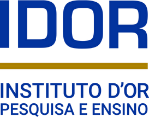 IDOR
INSTITUTO D'OR
PESQUISA E ENSINO